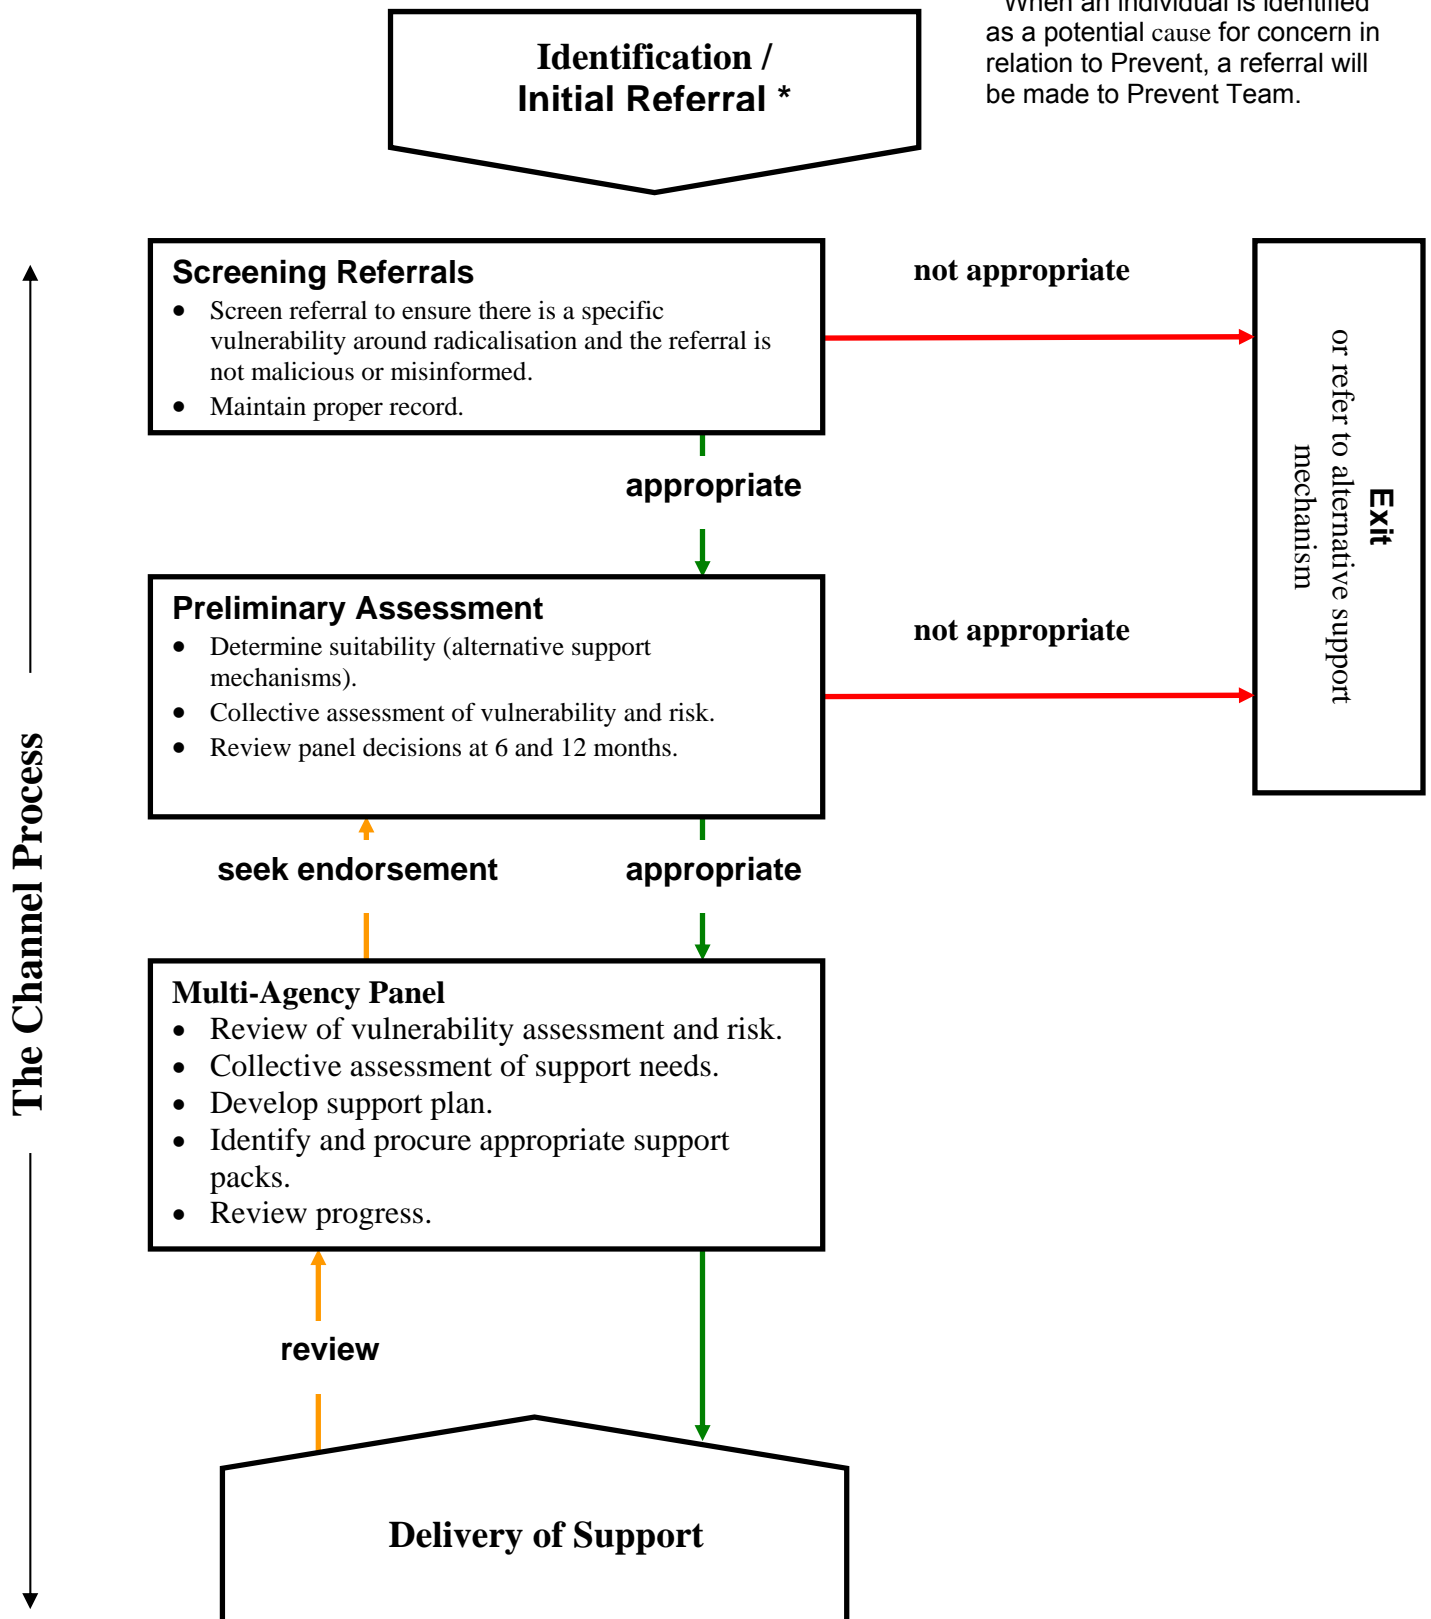 When an individual is identified
as a potential cause for concern in
relation to Prevent, a referral will
be made to Prevent Team.
Identification /
Initial Referral *
Screening Referrals
• Screen referral to ensure there is a specific
vulnerability around radicalisation and the referral is
not malicious or misinformed.
• Maintain proper record.
not appropriate
appropriate
Exit
or refer to alternative support
mechanism
Preliminary Assessment
• Determine suitability (alternative support
mechanisms).
• Collective assessment of vulnerability and risk.
• Review panel decisions at 6 and 12 months.
not appropriate
seek endorsement
appropriate
The Channel Process
Multi-Agency Panel
• Review of vulnerability assessment and risk.
• Collective assessment of support needs.
• Develop support plan.
• Identify and procure appropriate support
packs.
• Review progress.
review
Delivery of Support